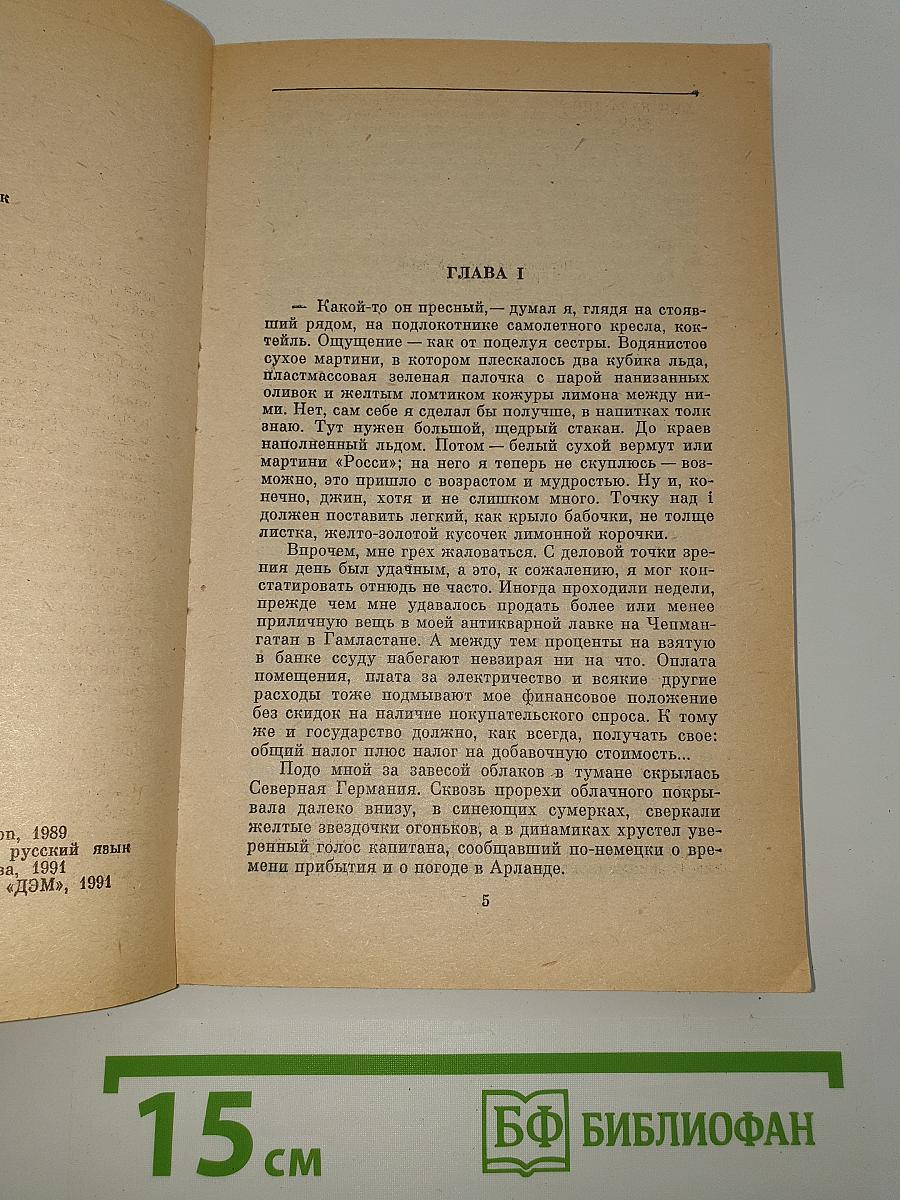 к
on, 1989
русский язык
ва, 1991
«ДЭМ», 1991
ГЛАВА I
— Какой-то он пресный,— думал я, глядя на стояв-
ший рядом, на подлокотнике самолетного кресла, кок-
тейль. Ощущение — как от поцелуя сестры. Водянистое
сухое мартини, в котором плескалось два кубика льда,
пластмассовая зеленая палочка с парой нанизанных
оливок и желтым ломтиком кожуры лимона между ни-
ми. Нет, сам себе я сделал бы получше, в напитках толк
знаю. Тут нужен большой, щедрый стакан. До краев
наполненный льдом. Потом — белый сухой вермут или
мартини «Росси»; на него я теперь не скуплюсь — воз-
можно, это пришло с возрастом и мудростью. Ну и, ко-
нечно, джин, хотя и не слишком много. Точку над i
должен поставить легкий, как крыло бабочки, не толще
листка, желто-золотой кусочек лимонной корочки.
Впрочем, мне грех жаловаться. С деловой точки зре-
ния день был удачным, а это, к сожалению, я мог кон-
статировать отнюдь не часто. Иногда проходили недели,
прежде чем мне удавалось продать более или менее
приличную вещь в моей антикварной лавке на Чепман-
гатан в Гамластане. А между тем проценты на взятую
в банке ссуду набегают невзирая ни на что. Оплата
помещения, плата за электричество и всякие другие
расходы тоже подмывают мое финансовое положение
без скидок на наличие покупательского спроса. К тому
же и государство должно, как всегда, получать свое:
общий налог плюс налог на добавочную стоимость...
Подо мной за завесой облаков в тумане скрылась
Северная Германия. Сквозь прорехи облачного покры-
вала далеко внизу, в синеющих сумерках, сверкали
желтые звездочки огоньков, а в динамиках хрустел уве-
ренный голос капитана, сообщавший по-немецки о вре-
мени прибытия и о погоде в Арланде.
5
15 см
БФ БИБЛИОФАН